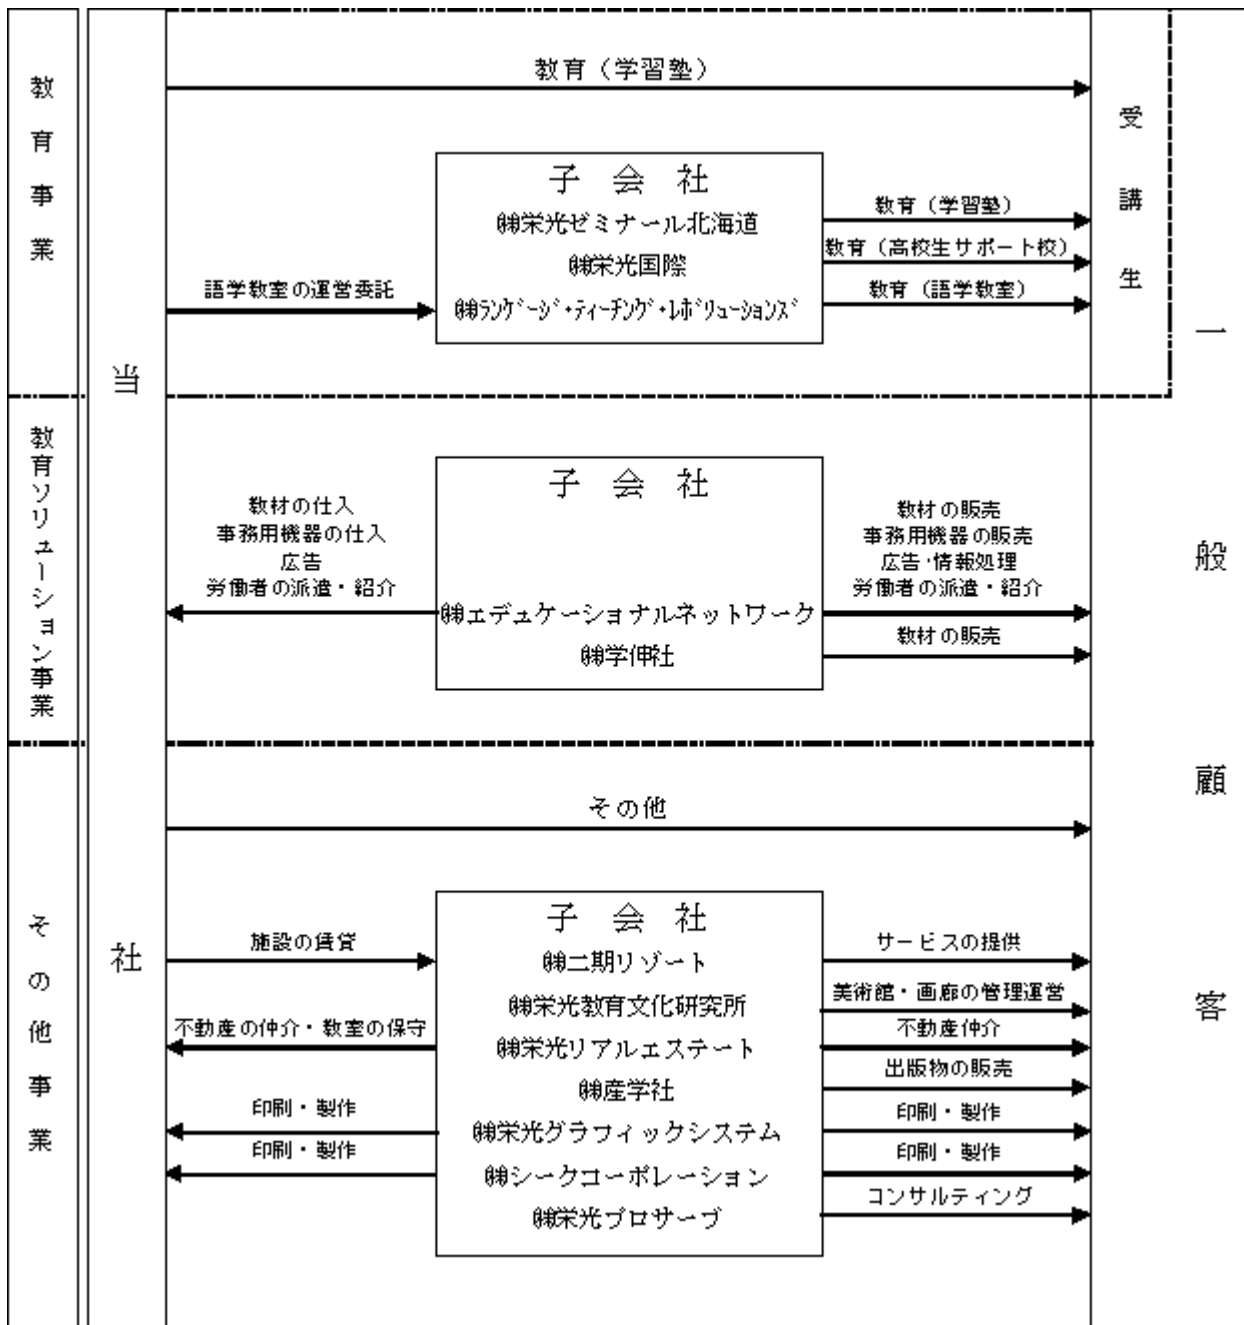 教育事業
当社
教育（学習塾）
受講生
一般顧客
子会社
㈱栄光ゼミナール北海道
㈱栄光国際
㈱ランゲージ・ティーチング・レボリューションズ
語学教室の運営委託
教育（学習塾）
教育（高校生サポート校）
教育（語学教室）
教育ソリューション事業
子会社
教材の仕入
事務用機器の仕入
広告
労働者の派遣・紹介
㈱エデュケーショナルネットワーク
㈱学伸社
教材の販売
事務用機器の販売
広告・情報処理
労働者の派遣・紹介
教材の販売
その他事業
その他
子会社
施設の賃貸
㈱二期リゾート
サービスの提供
㈱栄光教育文化研究所
美術館・画廊の管理運営
不動産の仲介・教室の保守
㈱栄光リアルエステート
不動産仲介
㈱産学社
出版物の販売
印刷・製作
㈱栄光グラフィックシステム
印刷・製作
印刷・製作
㈱シークコーポレーション
印刷・製作
㈱栄光プロサーブ
コンサルティング